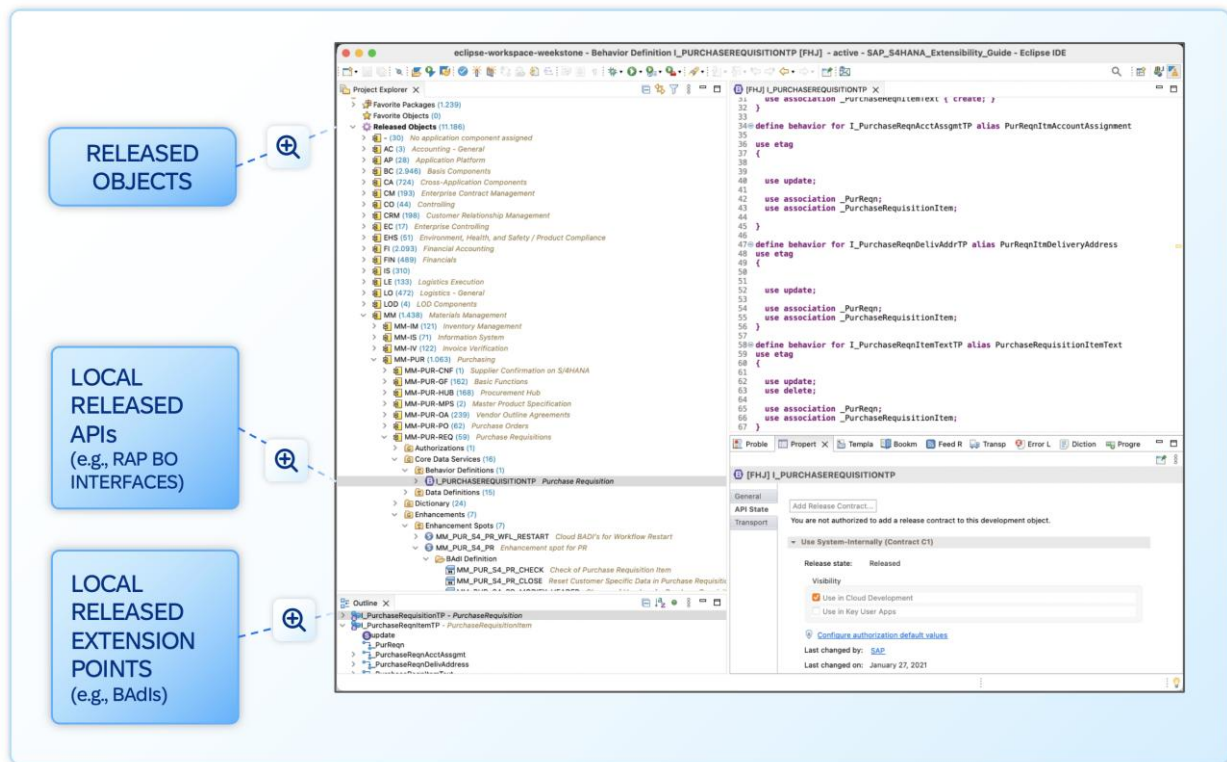 RELEASED
OBJECTS
LOCAL
RELEASED
APIs
(e.g., RAP BO
INTERFACES)
LOCAL
RELEASED
EXTENSION
POINTS
(e.g., BAdIs)
eclipse-workspace-weekstone - Behavior Definition I_PURCHASEREQUISITIONTP [FHJ] - active - SAP_S4HANA_Extensibility_Guide - Eclipse IDE
Project Explorer
Favorite Packages (1.239)
Favorite Objects (0)
Released Objects (11.186)
- (30) No application component assigned
AC (3) Accounting - General
AP (28) Application Platform
BC (2.946) Basis Components
CA (724) Cross-Application Components
CM (193) Enterprise Contract Management
CO (44) Controlling
CRM (198) Customer Relationship Management
EC (17) Enterprise Controlling
EHS (51) Environment, Health, and Safety / Product Compliance
FI (2.093) Financial Accounting
FIN (489) Financials
IS (310)
LE (133) Logistics Execution
LO (472) Logistics - General
LOD (4) LOD Components
MM (1.438) Materials Management
MM-IM (121) Inventory Management
MM-IS (71) Information System
MM-IV (122) Invoice Verification
MM-PUR (1.063) Purchasing
MM-PUR-CNF (1) Supplier Confirmation on S/4HANA
MM-PUR-GF (162) Basic Functions
MM-PUR-HUB (168) Procurement Hub
MM-PUR-MPS (2) Master Product Specification
MM-PUR-OA (239) Vendor Outline Agreements
MM-PUR-PO (62) Purchase Orders
MM-PUR-REQ (59) Purchase Requisitions
Authorizations (1)
Core Data Services (16)
Behavior Definitions (1)
I_PURCHASEREQUISITIONTP Purchase Requisition
Data Definitions (15)
Dictionary (24)
Enhancements (7)
Enhancement Spots (7)
MM_PUR_S4_PR_WFL_RESTART Cloud BADI's for Workflow Restart
MM_PUR_S4_PR Enhancement spot for PR
BAdI Definition
MM_PUR_S4_PR_CHECK Check of Purchase Requisition Item
MM_PUR_S4_PR_CLOSE Reset Customer Specific Data in Purchase Requisitio
Outline
I_PurchaseRequisitionTP - PurchaseRequisition
I_PurchaseReqnItemTP - PurchaseRequisitionItem
update
_PurReqn
_PurchaseReqnAcctAssgmt
_PurchaseReqnDelivAddress
[FHJ] I_PURCHASEREQUISITIONTP
31 use association _PurchaseReqnItemText { create; }
32 }
33
34 define behavior for I_PurchaseReqnAcctAssgmtTP alias PurReqnItmAccountAssignment
35
36 use etag
37 {
38
39
40 use update;
41
42 use association _PurReqn;
43 use association _PurchaseRequisitionItem;
44
45 }
46
47 define behavior for I_PurchaseReqnDelivAddrTP alias PurReqnItmDeliveryAddress
48 use etag
49 {
50
51
52 use update;
53
54 use association _PurReqn;
55 use association _PurchaseRequisitionItem;
56 }
57
58 define behavior for I_PurchaseReqnItemTextTP alias PurchaseRequisitionItemText
59 use etag
60 {
61
62 use update;
63 use delete;
64
65 use association _PurReqn;
66 use association _PurchaseRequisitionItem;
67 }
Proble Propert Templa Bookm Feed R Transp Error L Diction Progre
[FHJ] I_PURCHASEREQUISITIONTP
General
API State
Transport
Add Release Contract...
You are not authorized to add a release contract to this development object.
Use System-Internally (Contract C1)
Release state: Released
Visibility
Use in Cloud Development
Use in Key User Apps
Configure authorization default values
Last changed by: SAP
Last changed on: January 27, 2021